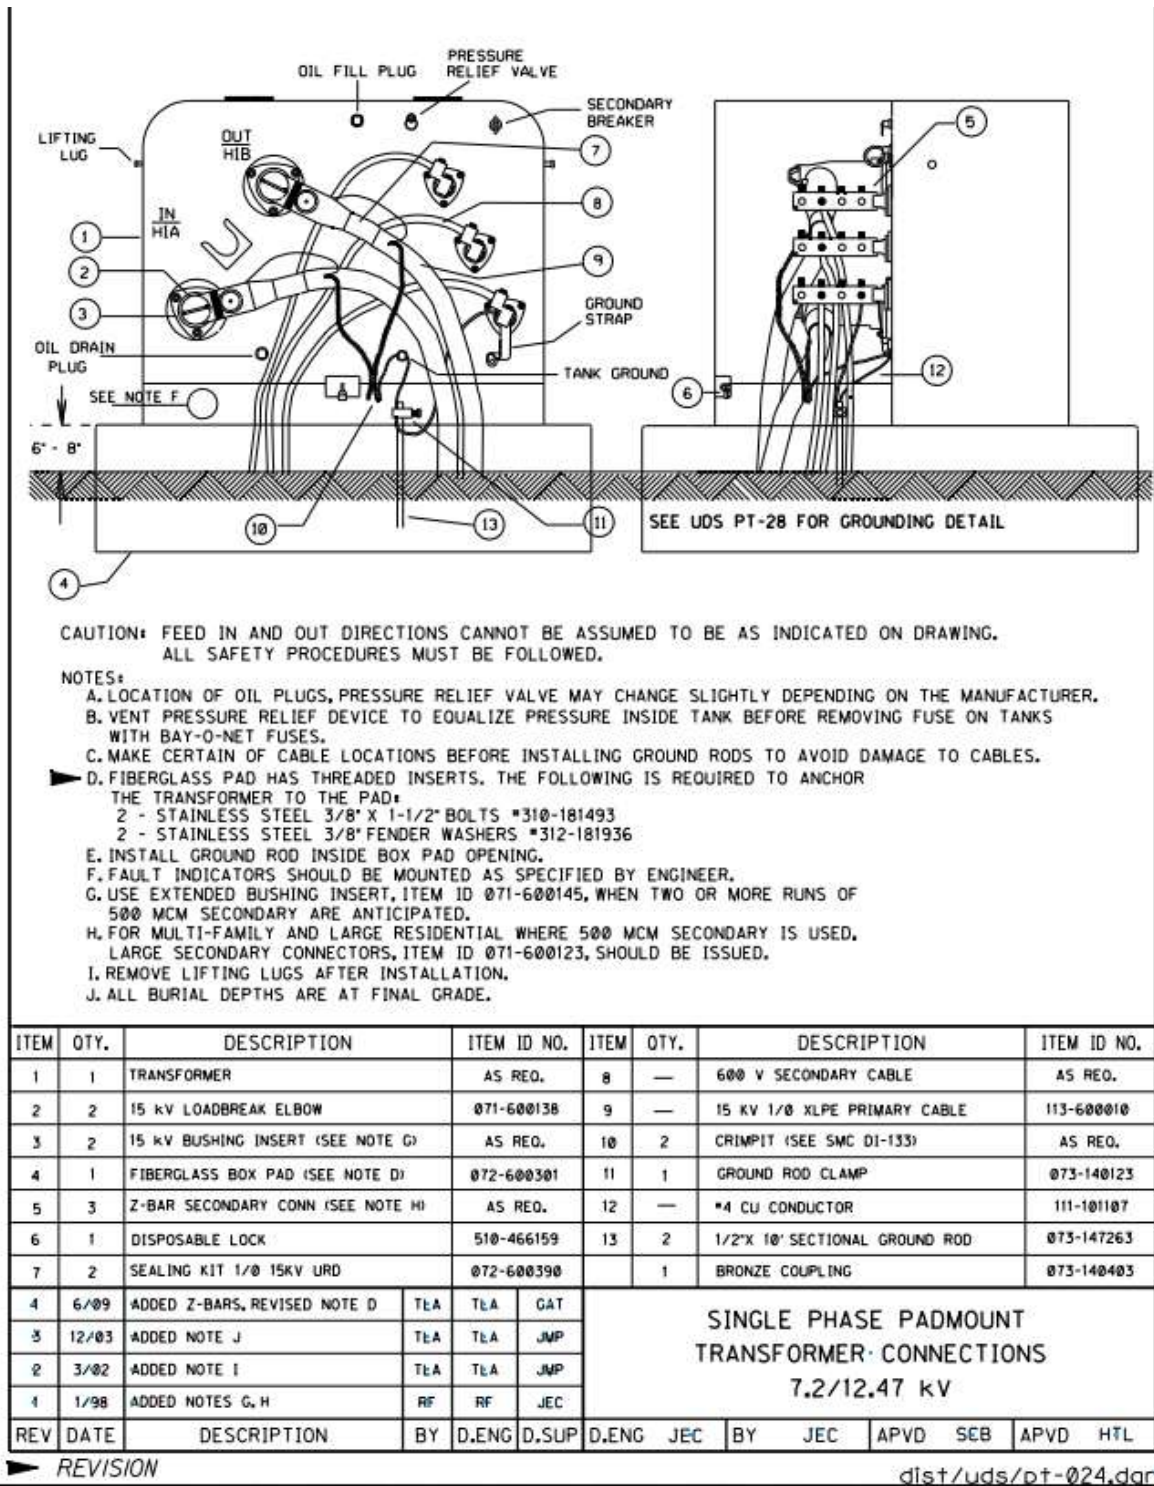 PRESSURE
RELIEF VALVE
OIL FILL PLUG
SECONDARY
BREAKER
LIFTING
LUG
OUT
H1B
IN
H1A
1
2
3
OIL DRAIN
PLUG
SEE NOTE F
6" - 8"
7
8
9
GROUND
STRAP
TANK GROUND
10
13
11
4
5
12
6
SEE UDS PT-28 FOR GROUNDING DETAIL
CAUTION: FEED IN AND OUT DIRECTIONS CANNOT BE ASSUMED TO BE AS INDICATED ON DRAWING.
ALL SAFETY PROCEDURES MUST BE FOLLOWED.
NOTES:
A. LOCATION OF OIL PLUGS, PRESSURE RELIEF VALVE MAY CHANGE SLIGHTLY DEPENDING ON THE MANUFACTURER.
B. VENT PRESSURE RELIEF DEVICE TO EQUALIZE PRESSURE INSIDE TANK BEFORE REMOVING FUSE ON TANKS
WITH BAY-O-NET FUSES.
C. MAKE CERTAIN OF CABLE LOCATIONS BEFORE INSTALLING GROUND RODS TO AVOID DAMAGE TO CABLES.
D. FIBERGLASS PAD HAS THREADED INSERTS. THE FOLLOWING IS REQUIRED TO ANCHOR
THE TRANSFORMER TO THE PAD:
2 - STAINLESS STEEL 3/8" X 1-1/2" BOLTS #310-181493
2 - STAINLESS STEEL 3/8" FENDER WASHERS #312-181936
E. INSTALL GROUND ROD INSIDE BOX PAD OPENING.
F. FAULT INDICATORS SHOULD BE MOUNTED AS SPECIFIED BY ENGINEER.
G. USE EXTENDED BUSHING INSERT, ITEM ID 071-600145, WHEN TWO OR MORE RUNS OF
500 MCM SECONDARY ARE ANTICIPATED.
H. FOR MULTI-FAMILY AND LARGE RESIDENTIAL WHERE 500 MCM SECONDARY IS USED,
LARGE SECONDARY CONNECTORS, ITEM ID 071-600123, SHOULD BE ISSUED.
I. REMOVE LIFTING LUGS AFTER INSTALLATION.
J. ALL BURIAL DEPTHS ARE AT FINAL GRADE.
ITEM QTY. DESCRIPTION ITEM ID NO. ITEM QTY. DESCRIPTION ITEM ID NO.
1 1 TRANSFORMER AS REQ. 8 — 600 V SECONDARY CABLE AS REQ.
2 2 15 kV LOADBREAK ELBOW 071-600138 9 — 15 KV 1/0 XLPE PRIMARY CABLE 113-600010
3 2 15 kV BUSHING INSERT (SEE NOTE G) AS REQ. 10 2 CRIMPIT (SEE SMC DI-133) AS REQ.
4 1 FIBERGLASS BOX PAD (SEE NOTE D) 072-600301 11 1 GROUND ROD CLAMP 073-140123
5 3 Z-BAR SECONDARY CONN (SEE NOTE H) AS REQ. 12 — #4 CU CONDUCTOR 111-101107
6 1 DISPOSABLE LOCK 510-466159 13 2 1/2"X 10' SECTIONAL GROUND ROD 073-147263
7 2 SEALING KIT 1/0 15KV URD 072-600390 1 BRONZE COUPLING 073-140403
4 6/09 ADDED Z-BARS, REVISED NOTE D TLA TLA GAT
3 12/03 ADDED NOTE J TLA TLA JMP
2 3/02 ADDED NOTE I TLA TLA JMP
1 1/98 ADDED NOTES G, H RF RF JEC
REV DATE DESCRIPTION BY D.ENG D.SUP
SINGLE PHASE PADMOUNT
TRANSFORMER CONNECTIONS
7.2/12.47 kV
D.ENG JEC BY JEC APVD SEB APVD HTL
REVISION
dist/uds/pt-024.dgn